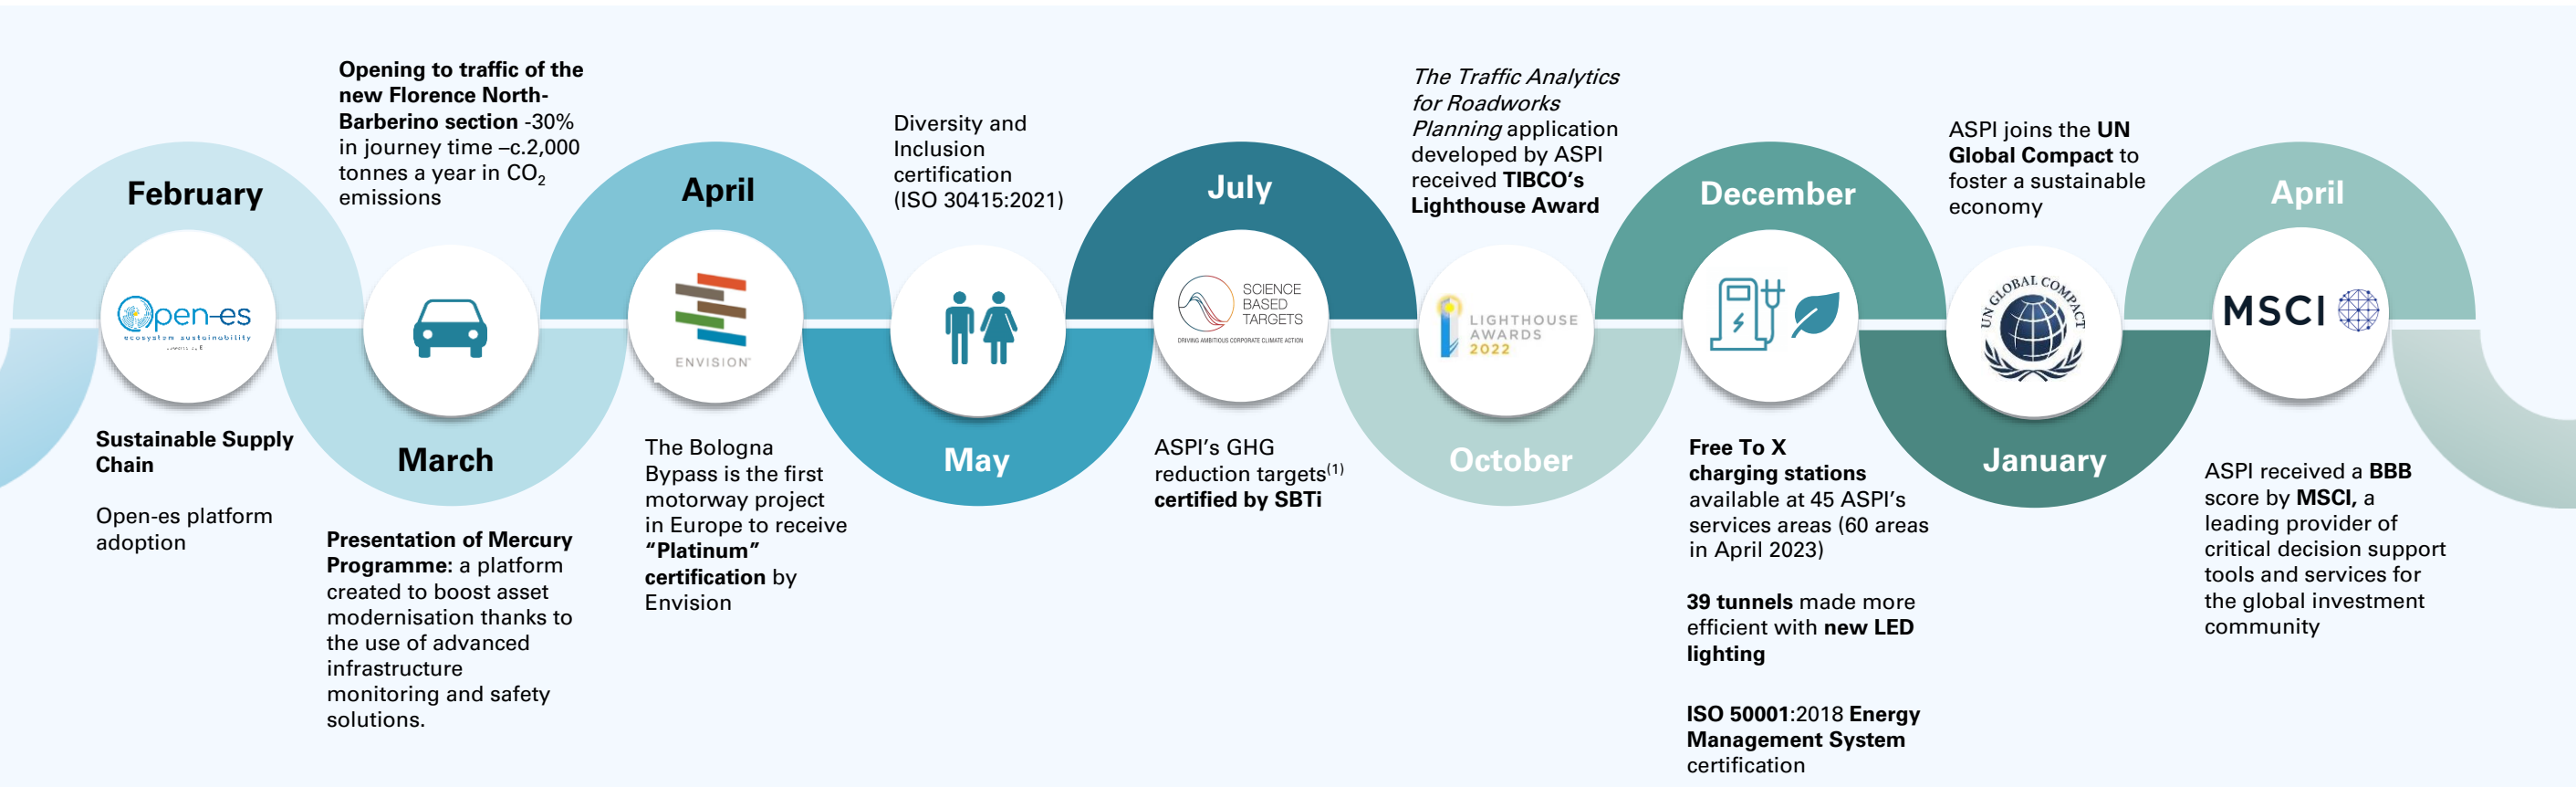 February
Open-es
ecosystem sustainability
Sustainable Supply
Chain
Open-es platform
adoption
Opening to traffic of the
new Florence North-
Barberino section -30%
in journey time –c.2,000
tonnes a year in CO2
emissions
March
Presentation of Mercury
Programme: a platform
created to boost asset
modernisation thanks to
the use of advanced
infrastructure
monitoring and safety
solutions.
April
ENVISION
The Bologna
Bypass is the first
motorway project
in Europe to receive
“Platinum”
certification by
Envision
Diversity and
Inclusion
certification
(ISO 30415:2021)
May
July
SCIENCE
BASED
TARGETS
DRIVING AMBITIOUS CORPORATE CLIMATE ACTION
ASPI’s GHG
reduction targets(1)
certified by SBTi
The Traffic Analytics
for Roadworks
Planning application
developed by ASPI
received TIBCO’s
Lighthouse Award
LIGHTHOUSE
AWARDS
2022
October
December
Free To X
charging stations
available at 45 ASPI’s
services areas (60 areas
in April 2023)
39 tunnels made more
efficient with new LED
lighting
ISO 50001:2018 Energy
Management System
certification
ASPI joins the UN
Global Compact to
foster a sustainable
economy
UN GLOBAL COMPACT
January
April
MSCI
ASPI received a BBB
score by MSCI, a
leading provider of
critical decision support
tools and services for
the global investment
community